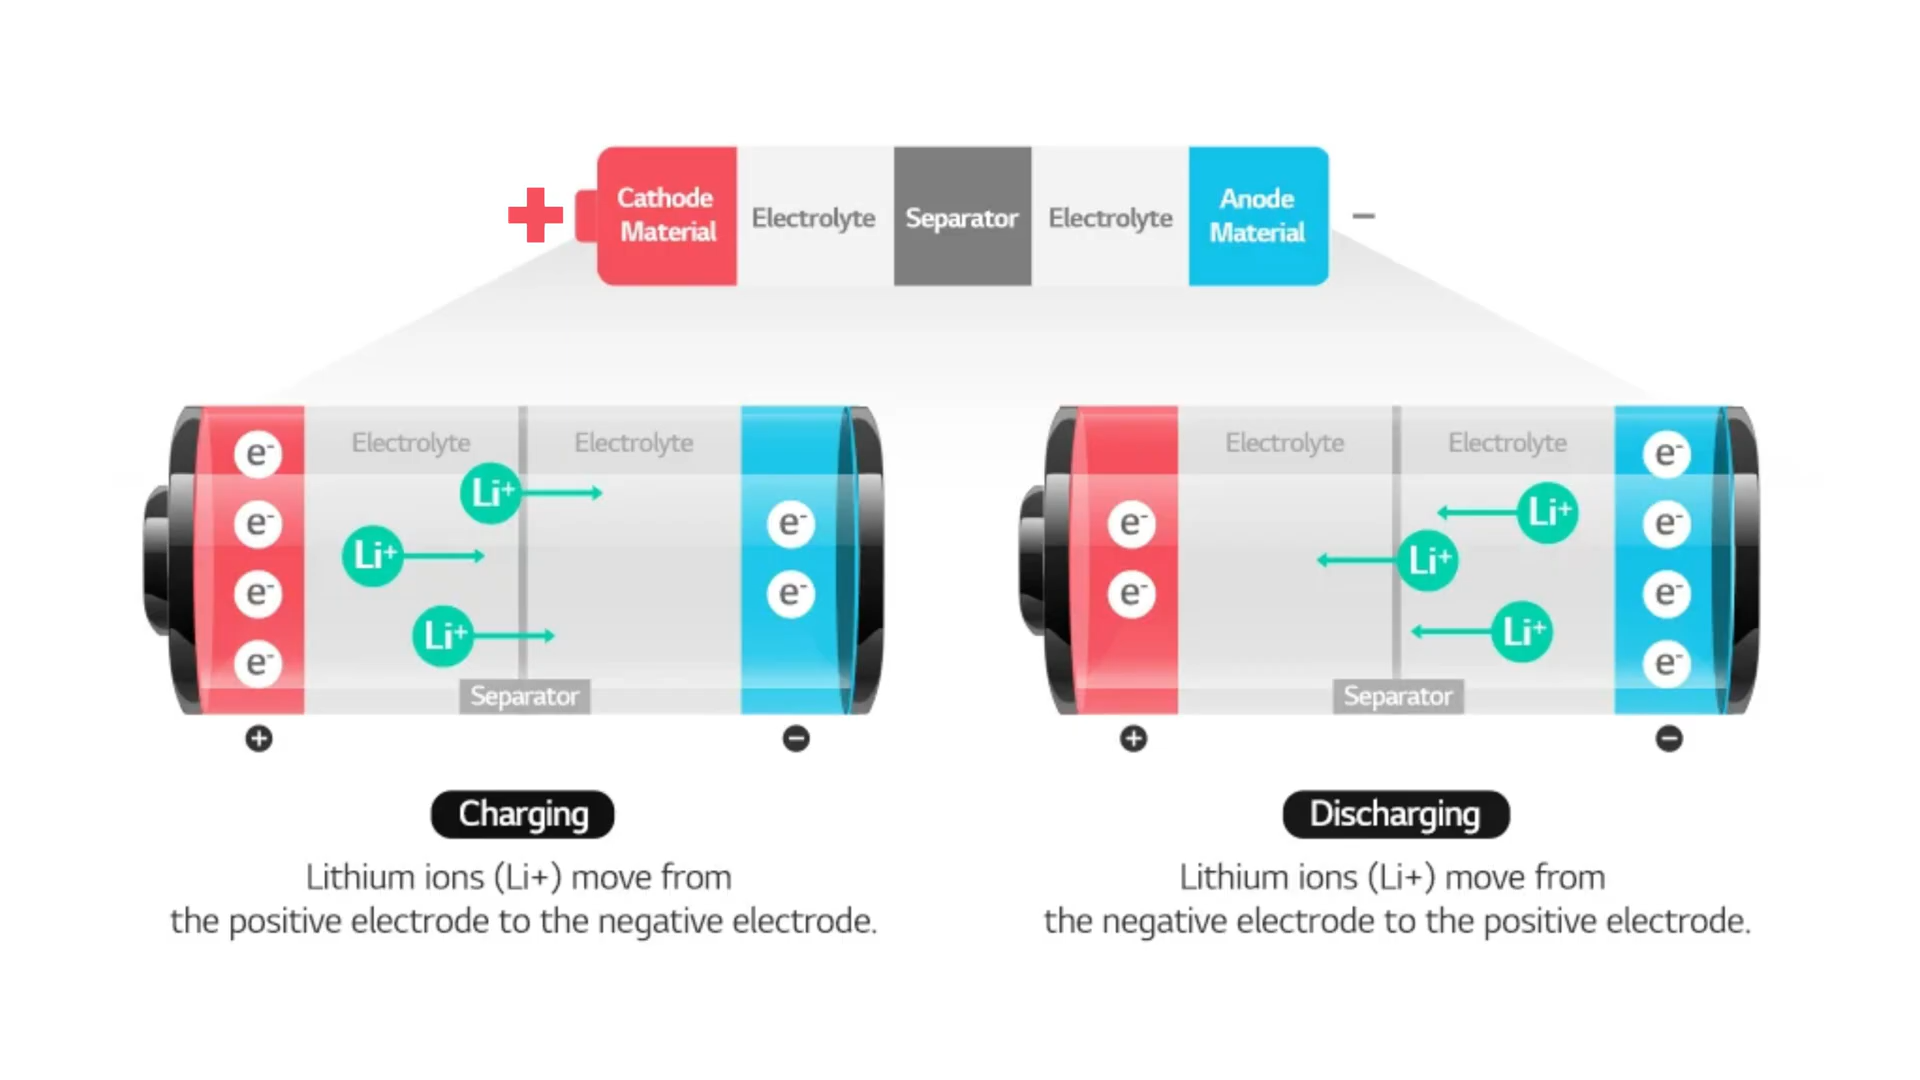 Cathode
Material
Electrolyte
Separator
Electrolyte
Anode
Material
−
Electrolyte
Electrolyte
e-
e-
e-
e-
Li+
Li+
Li+
e-
e-
Separator
+
−
Charging
Lithium ions (Li+) move from
the positive electrode to the negative electrode.
Electrolyte
Electrolyte
e-
e-
Li+
Li+
Li+
e-
e-
e-
e-
Separator
+
−
Discharging
Lithium ions (Li+) move from
the negative electrode to the positive electrode.